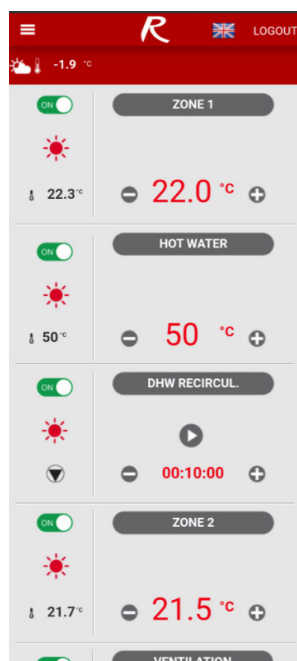 R
LOGOUT
-1.9 °C
ON
ZONE 1
22.3 °C
22.0 °C
ON
HOT WATER
50 °C
50 °C
ON
DHW RECIRCUL.
00:10:00
ON
ZONE 2
21.7 °C
21.5 °C
VENTILATION